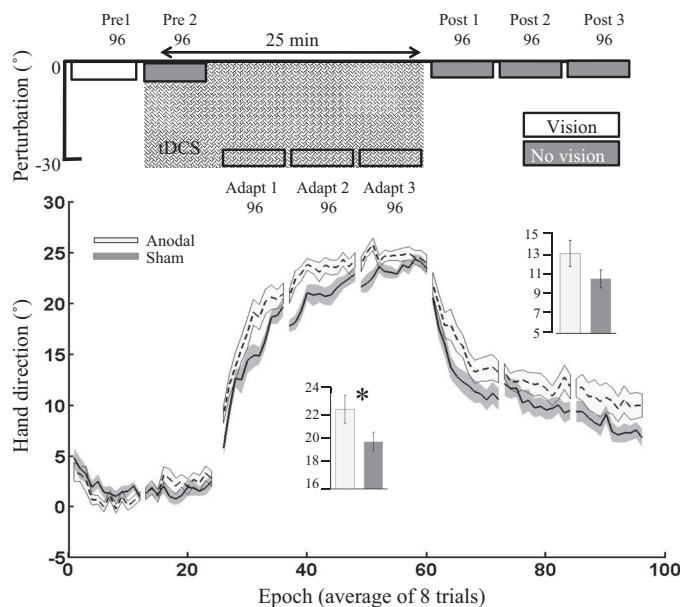 Pre1
96
Pre 2
96
25 min
Post 1
96
Post 2
96
Post 3
96
Perturbation (°)
0
-30
tDCS
Vision
No vision
Adapt 1
96
Adapt 2
96
Adapt 3
96
Hand direction (°)
30
25
20
15
10
5
0
-5
Anodal
Sham
15
13
11
9
7
5
24
22
20
18
16
*
0
20
40
60
80
100
Epoch (average of 8 trials)